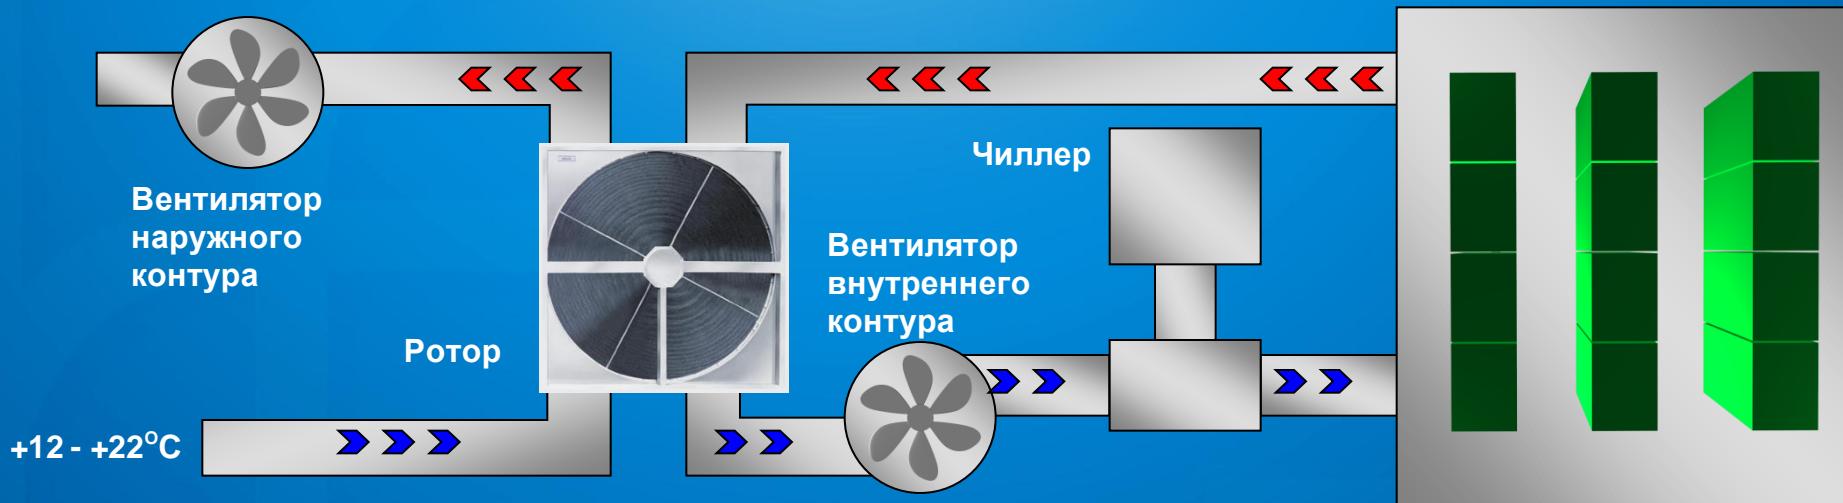 Вентилятор
наружного
контура
Чиллер
Вентилятор
внутреннего
контура
Ротор
+12 - +22°C